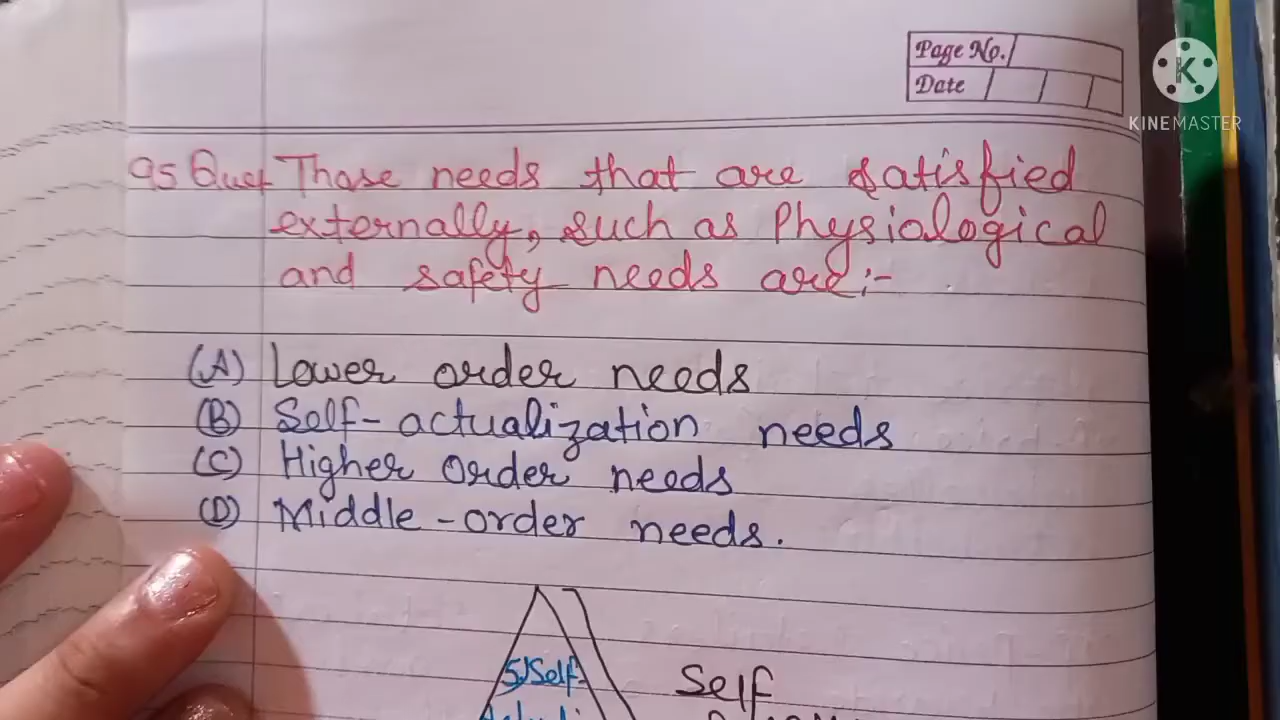 Page No.
Date
K
KINEMASTER
95 Ques Those needs that are satisfied
externally, such as Physiological
and safety needs are:-
(A) Lower order needs
(B) Self-actualization needs
(C) Higher order needs
(D) Middle-order needs.
5) Self-
Self